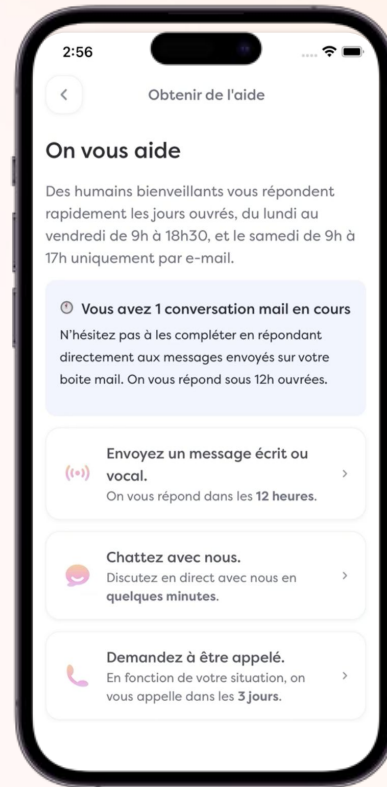 2:56
Obtenir de l'aide
On vous aide
Des humains bienveillants vous répondent
rapidement les jours ouvrés, du lundi au
vendredi de 9h à 18h30, et le samedi de 9h à
17h uniquement par e-mail.
Vous avez 1 conversation mail en cours
N'hésitez pas à les compléter en répondant
directement aux messages envoyés sur votre
boite mail. On vous répond sous 12h ouvrées.
Envoyez un message écrit ou
vocal.
On vous répond dans les 12 heures.
Chattez avec nous.
Discutez en direct avec nous en
quelques minutes.
Demandez à être appelé.
En fonction de votre situation, on
vous appelle dans les 3 jours.